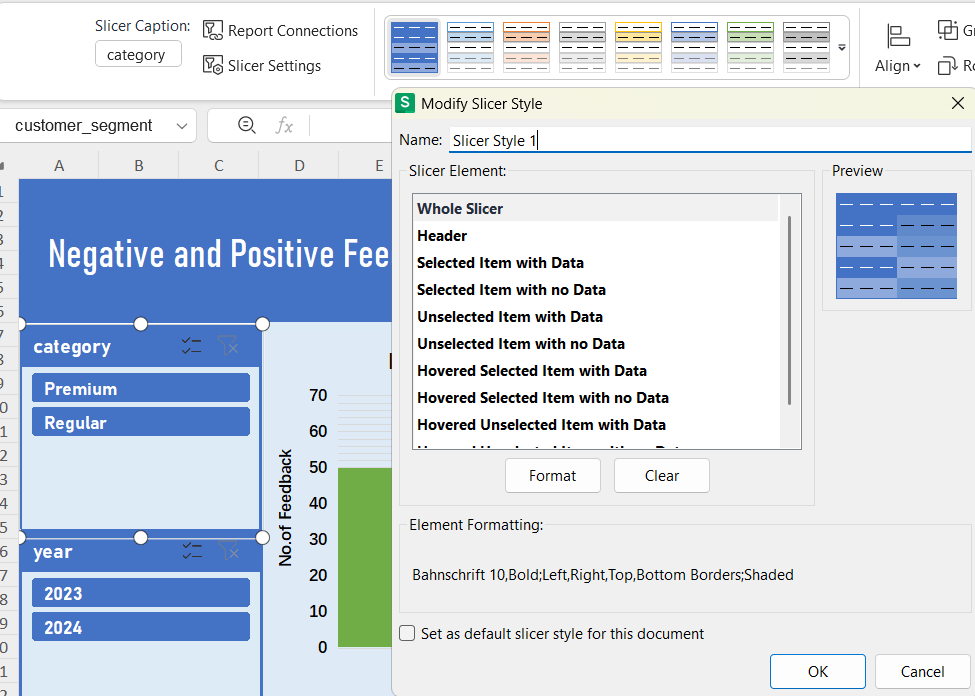 Slicer Caption:
category
Report Connections
Slicer Settings
Align
S Modify Slicer Style
customer_segment
fx
Name: Slicer Style 1
A B C D E
Slicer Element:
Preview
Whole Slicer
Header
Selected Item with Data
Selected Item with no Data
Unselected Item with Data
Unselected Item with no Data
Hovered Selected Item with Data
Hovered Selected Item with no Data
Hovered Unselected Item with Data
Format
Clear
Element Formatting:
Bahnschrift 10,Bold;Left,Right,Top,Bottom Borders;Shaded
Set as default slicer style for this document
OK
Cancel
Negative and Positive Fee
category
Premium
Regular
year
2023
2024
No.of Feedback
70
60
50
40
30
20
10
0